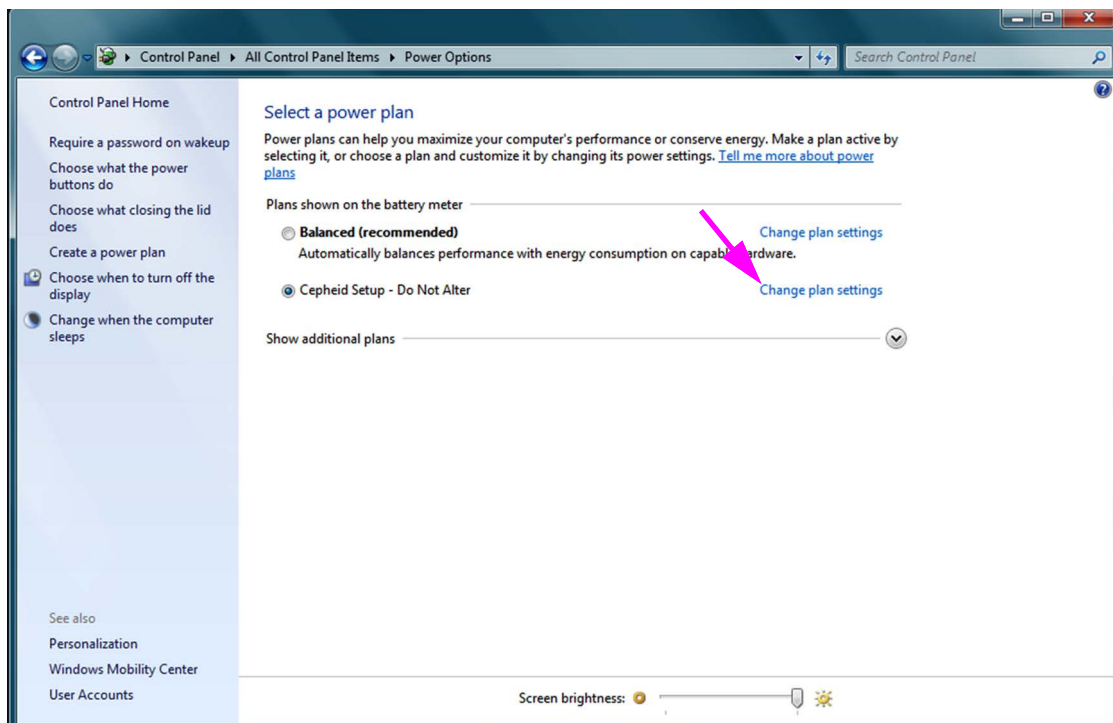 Control Panel ▸ All Control Panel Items ▸ Power Options
Search Control Panel
Control Panel Home
Require a password on wakeup
Choose what the power
buttons do
Choose what closing the lid
does
Create a power plan
Choose when to turn off the
display
Change when the computer
sleeps
See also
Personalization
Windows Mobility Center
User Accounts
Select a power plan
Power plans can help you maximize your computer's performance or conserve energy. Make a plan active by
selecting it, or choose a plan and customize it by changing its power settings. Tell me more about power
plans
Plans shown on the battery meter
Balanced (recommended) Change plan settings
Automatically balances performance with energy consumption on capable hardware.
Cepheid Setup - Do Not Alter Change plan settings
Show additional plans
Screen brightness: